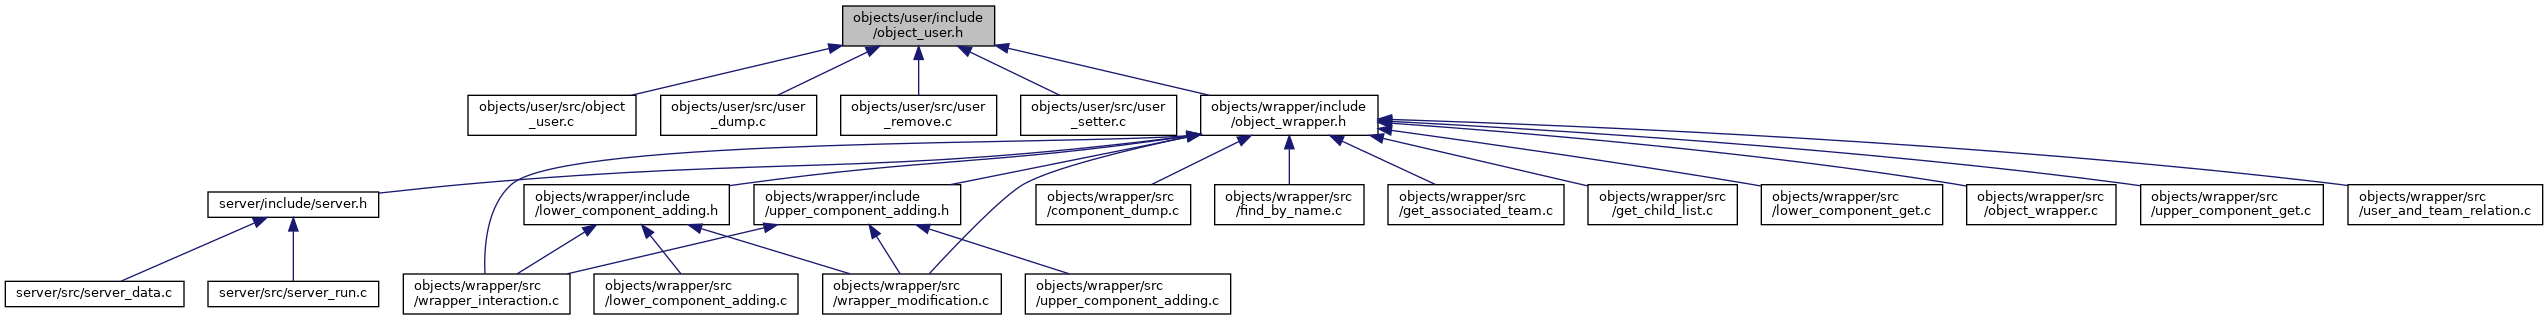 objects/user/include
/object_user.h
objects/user/src/object
_user.c
objects/user/src/user
_dump.c
objects/user/src/user
_remove.c
objects/user/src/user
_setter.c
objects/wrapper/include
/object_wrapper.h
server/include/server.h
objects/wrapper/include
/lower_component_adding.h
objects/wrapper/include
/upper_component_adding.h
objects/wrapper/src
/component_dump.c
objects/wrapper/src
/find_by_name.c
objects/wrapper/src
/get_associated_team.c
objects/wrapper/src
/get_child_list.c
objects/wrapper/src
/lower_component_get.c
objects/wrapper/src
/object_wrapper.c
objects/wrapper/src
/upper_component_get.c
objects/wrapper/src
/user_and_team_relation.c
server/src/server_data.c
server/src/server_run.c
objects/wrapper/src
/wrapper_interaction.c
objects/wrapper/src
/lower_component_adding.c
objects/wrapper/src
/wrapper_modification.c
objects/wrapper/src
/upper_component_adding.c